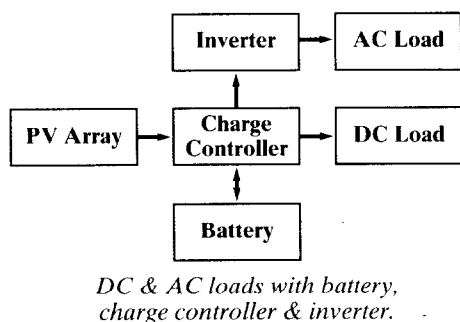 Inverter
AC Load
PV Array
Charge
Controller
DC Load
Battery
DC & AC loads with battery,
charge controller & inverter.